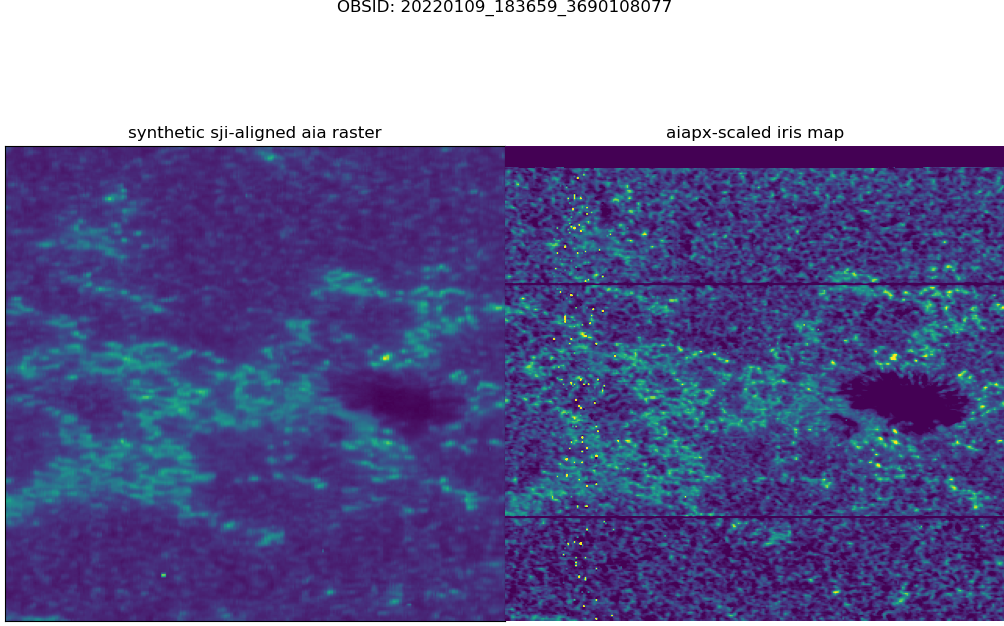 OBSID: 20220109_183659_3690108077
synthetic sji-aligned aia raster
aiapx-scaled iris map